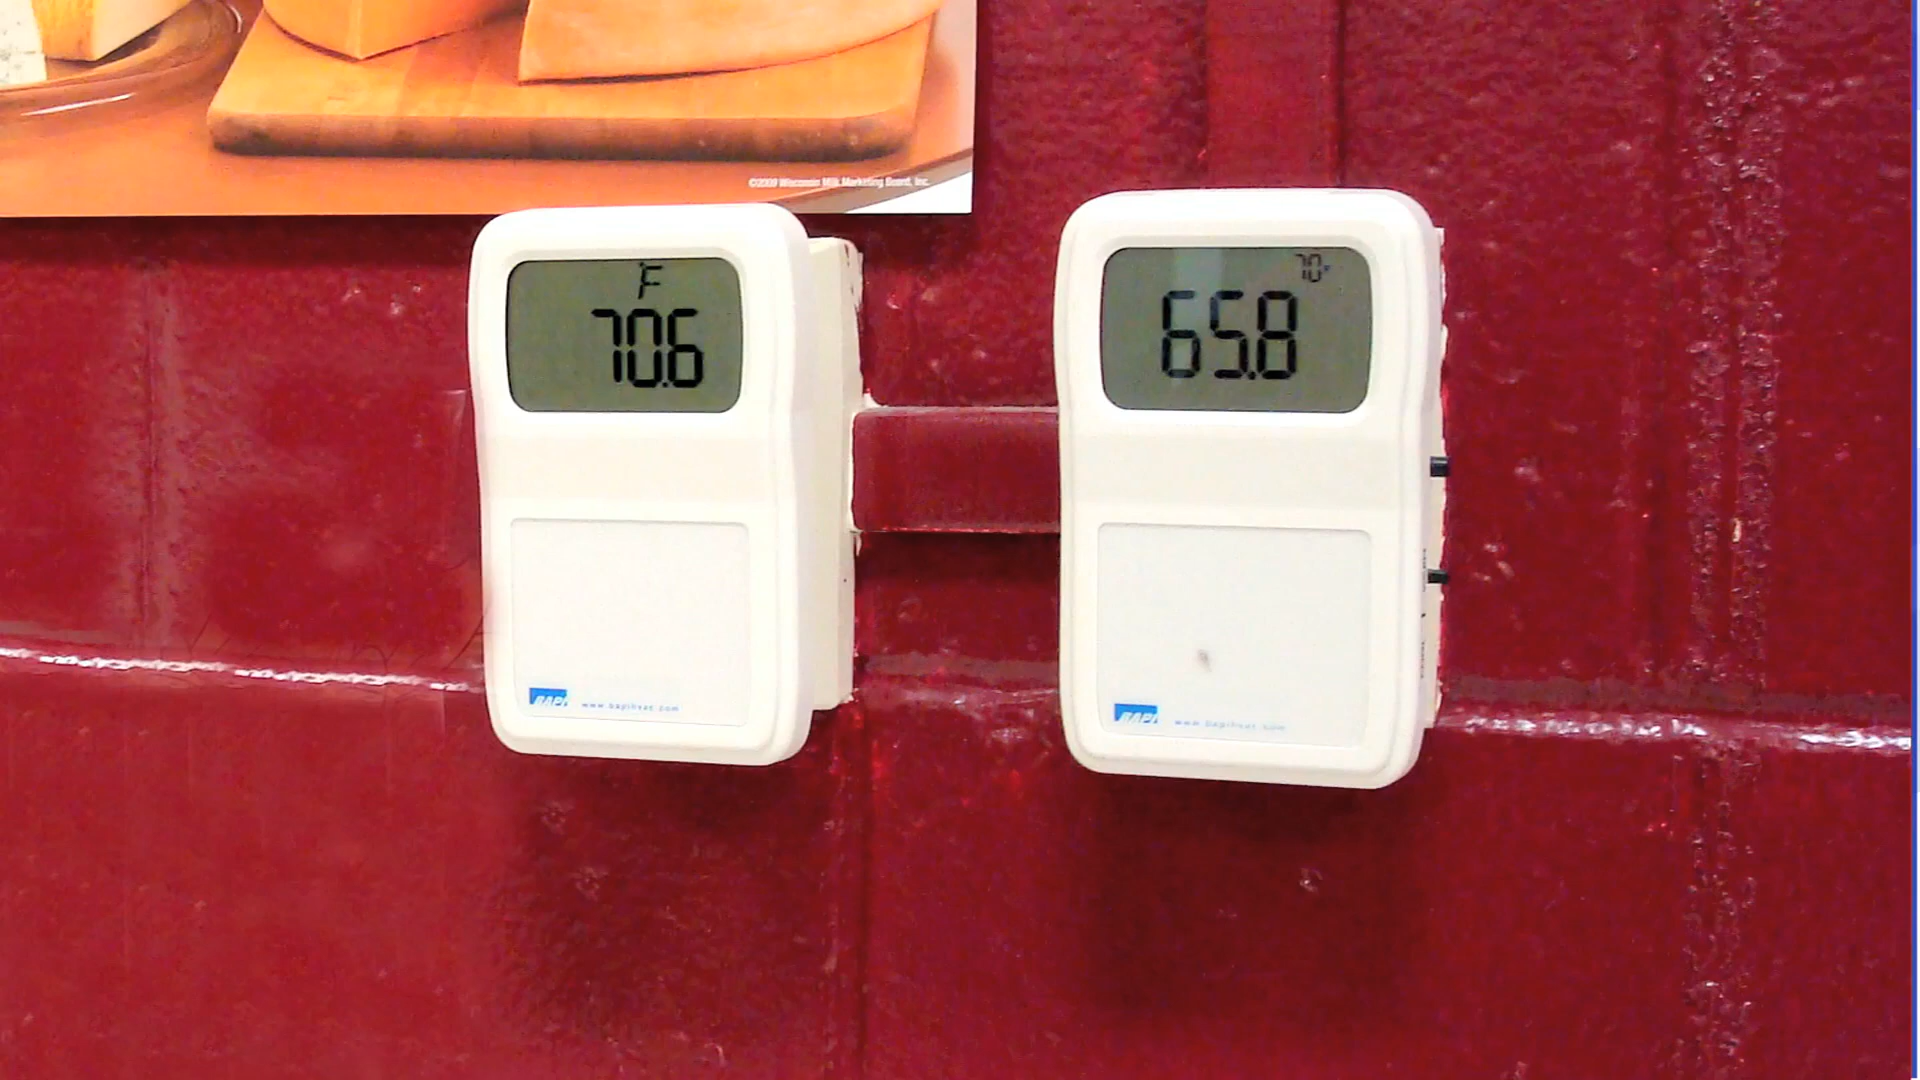 ©2009 Wisconsin Milk Marketing Board, Inc.
°F
70.6
70°F
65.8
BAPI www.bapihvac.com
BAPI www.bapihvac.com